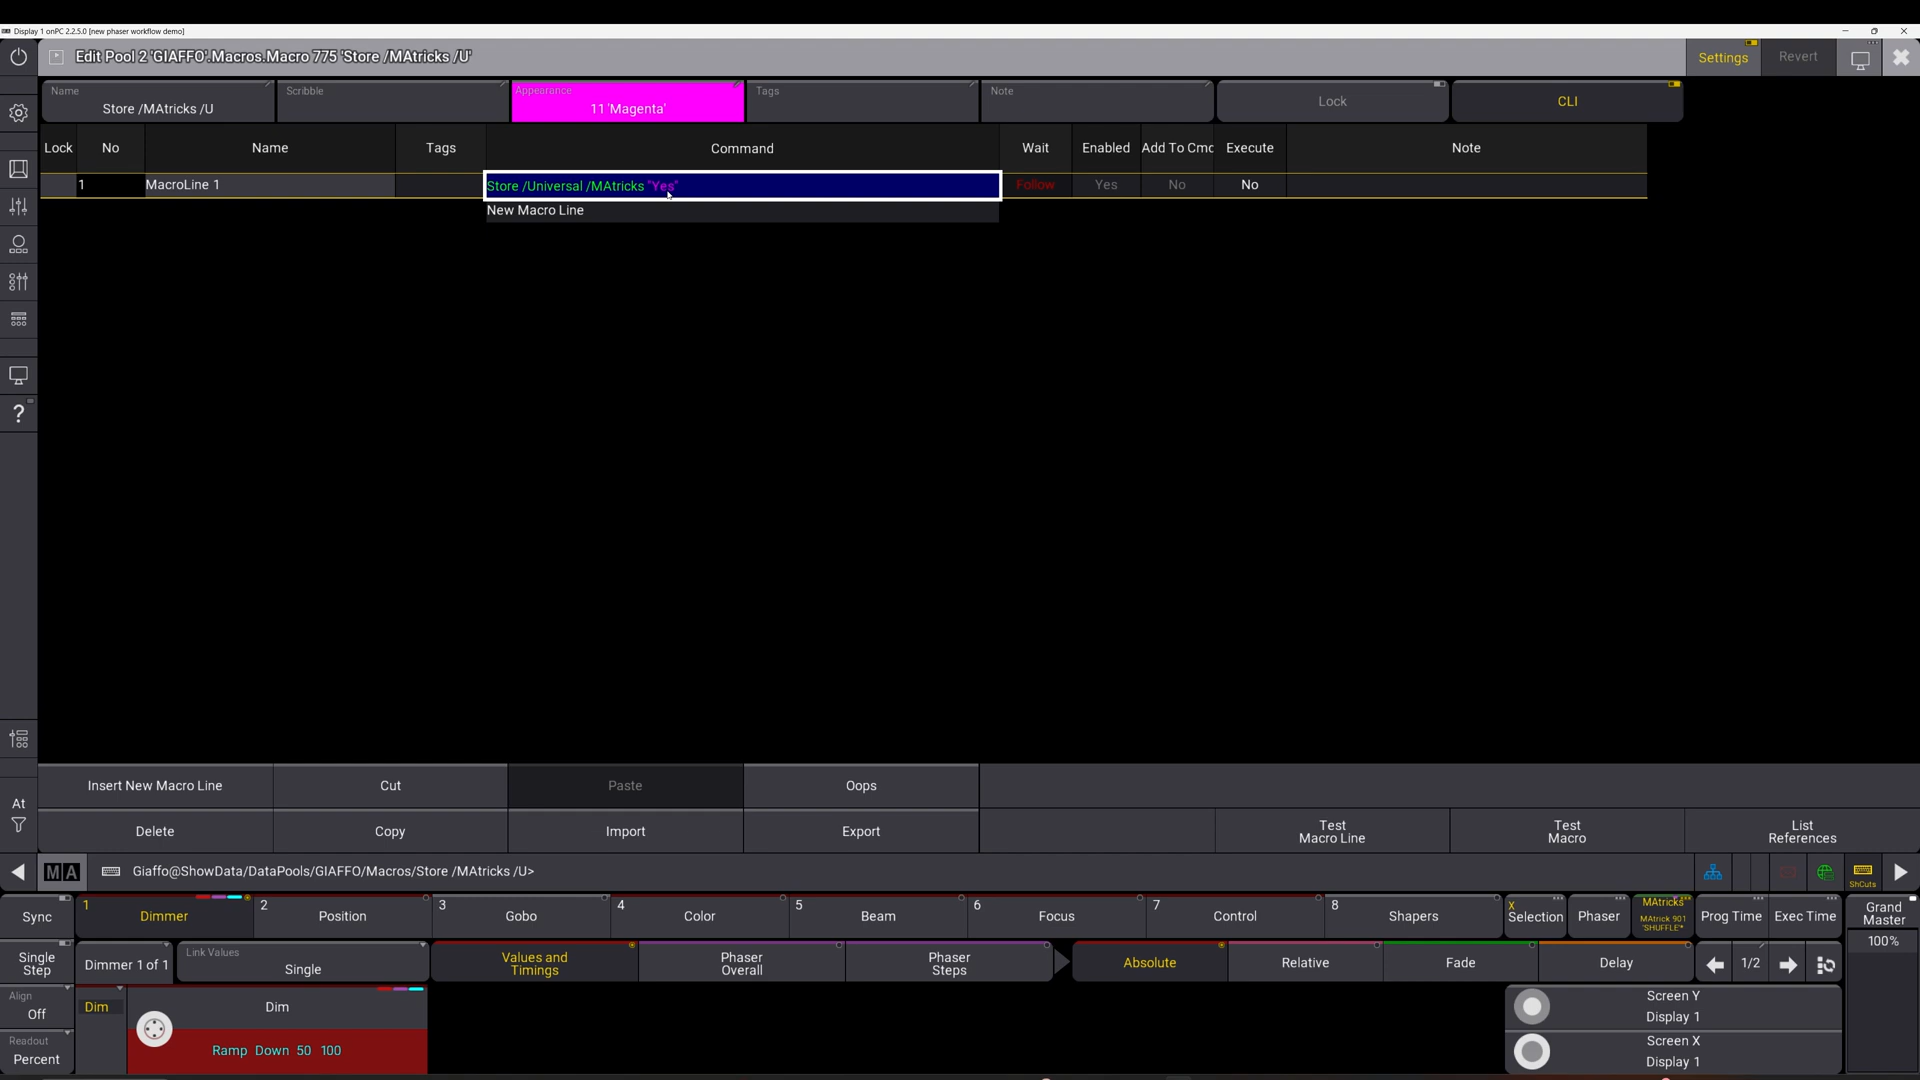 Display 1 onPC 2.2.5.0 [new phaser workflow demo]
Edit Pool 2 'GIAFFO'.Macros.Macro 775 'Store /MAtricks /U'
Settings
Revert
Name
Store /MAtricks /U
Scribble
Appearance
11 'Magenta'
Tags
Note
Lock
CLI
Lock No Name Tags Command Wait Enabled Add To Cmd Execute Note
1 MacroLine 1 Store /Universal /MAtricks "Yes" Follow Yes No No
New Macro Line
?
At
Insert New Macro Line Cut Paste Oops
Delete Copy Import Export
Test
Macro Line
Test
Macro
List
References
MA Giaffo@ShowData/DataPools/GIAFFO/Macros/Store /MAtricks /U>
ShCuts
Sync
1 Dimmer
2 Position
3 Gobo
4 Color
5 Beam
6 Focus
7 Control
8 Shapers
X
Selection
Phaser
MAtricks
MAtrick 901
'SHUFFLE'*
Prog Time
Exec Time
Grand
Master
100%
Single
Step
Dimmer 1 of 1
Link Values
Single
Values and
Timings
Phaser
Overall
Phaser
Steps
Absolute
Relative
Fade
Delay
1/2
Align
Off
Dim
Dim
Ramp Down 50 100
Readout
Percent
Screen Y
Display 1
Screen X
Display 1